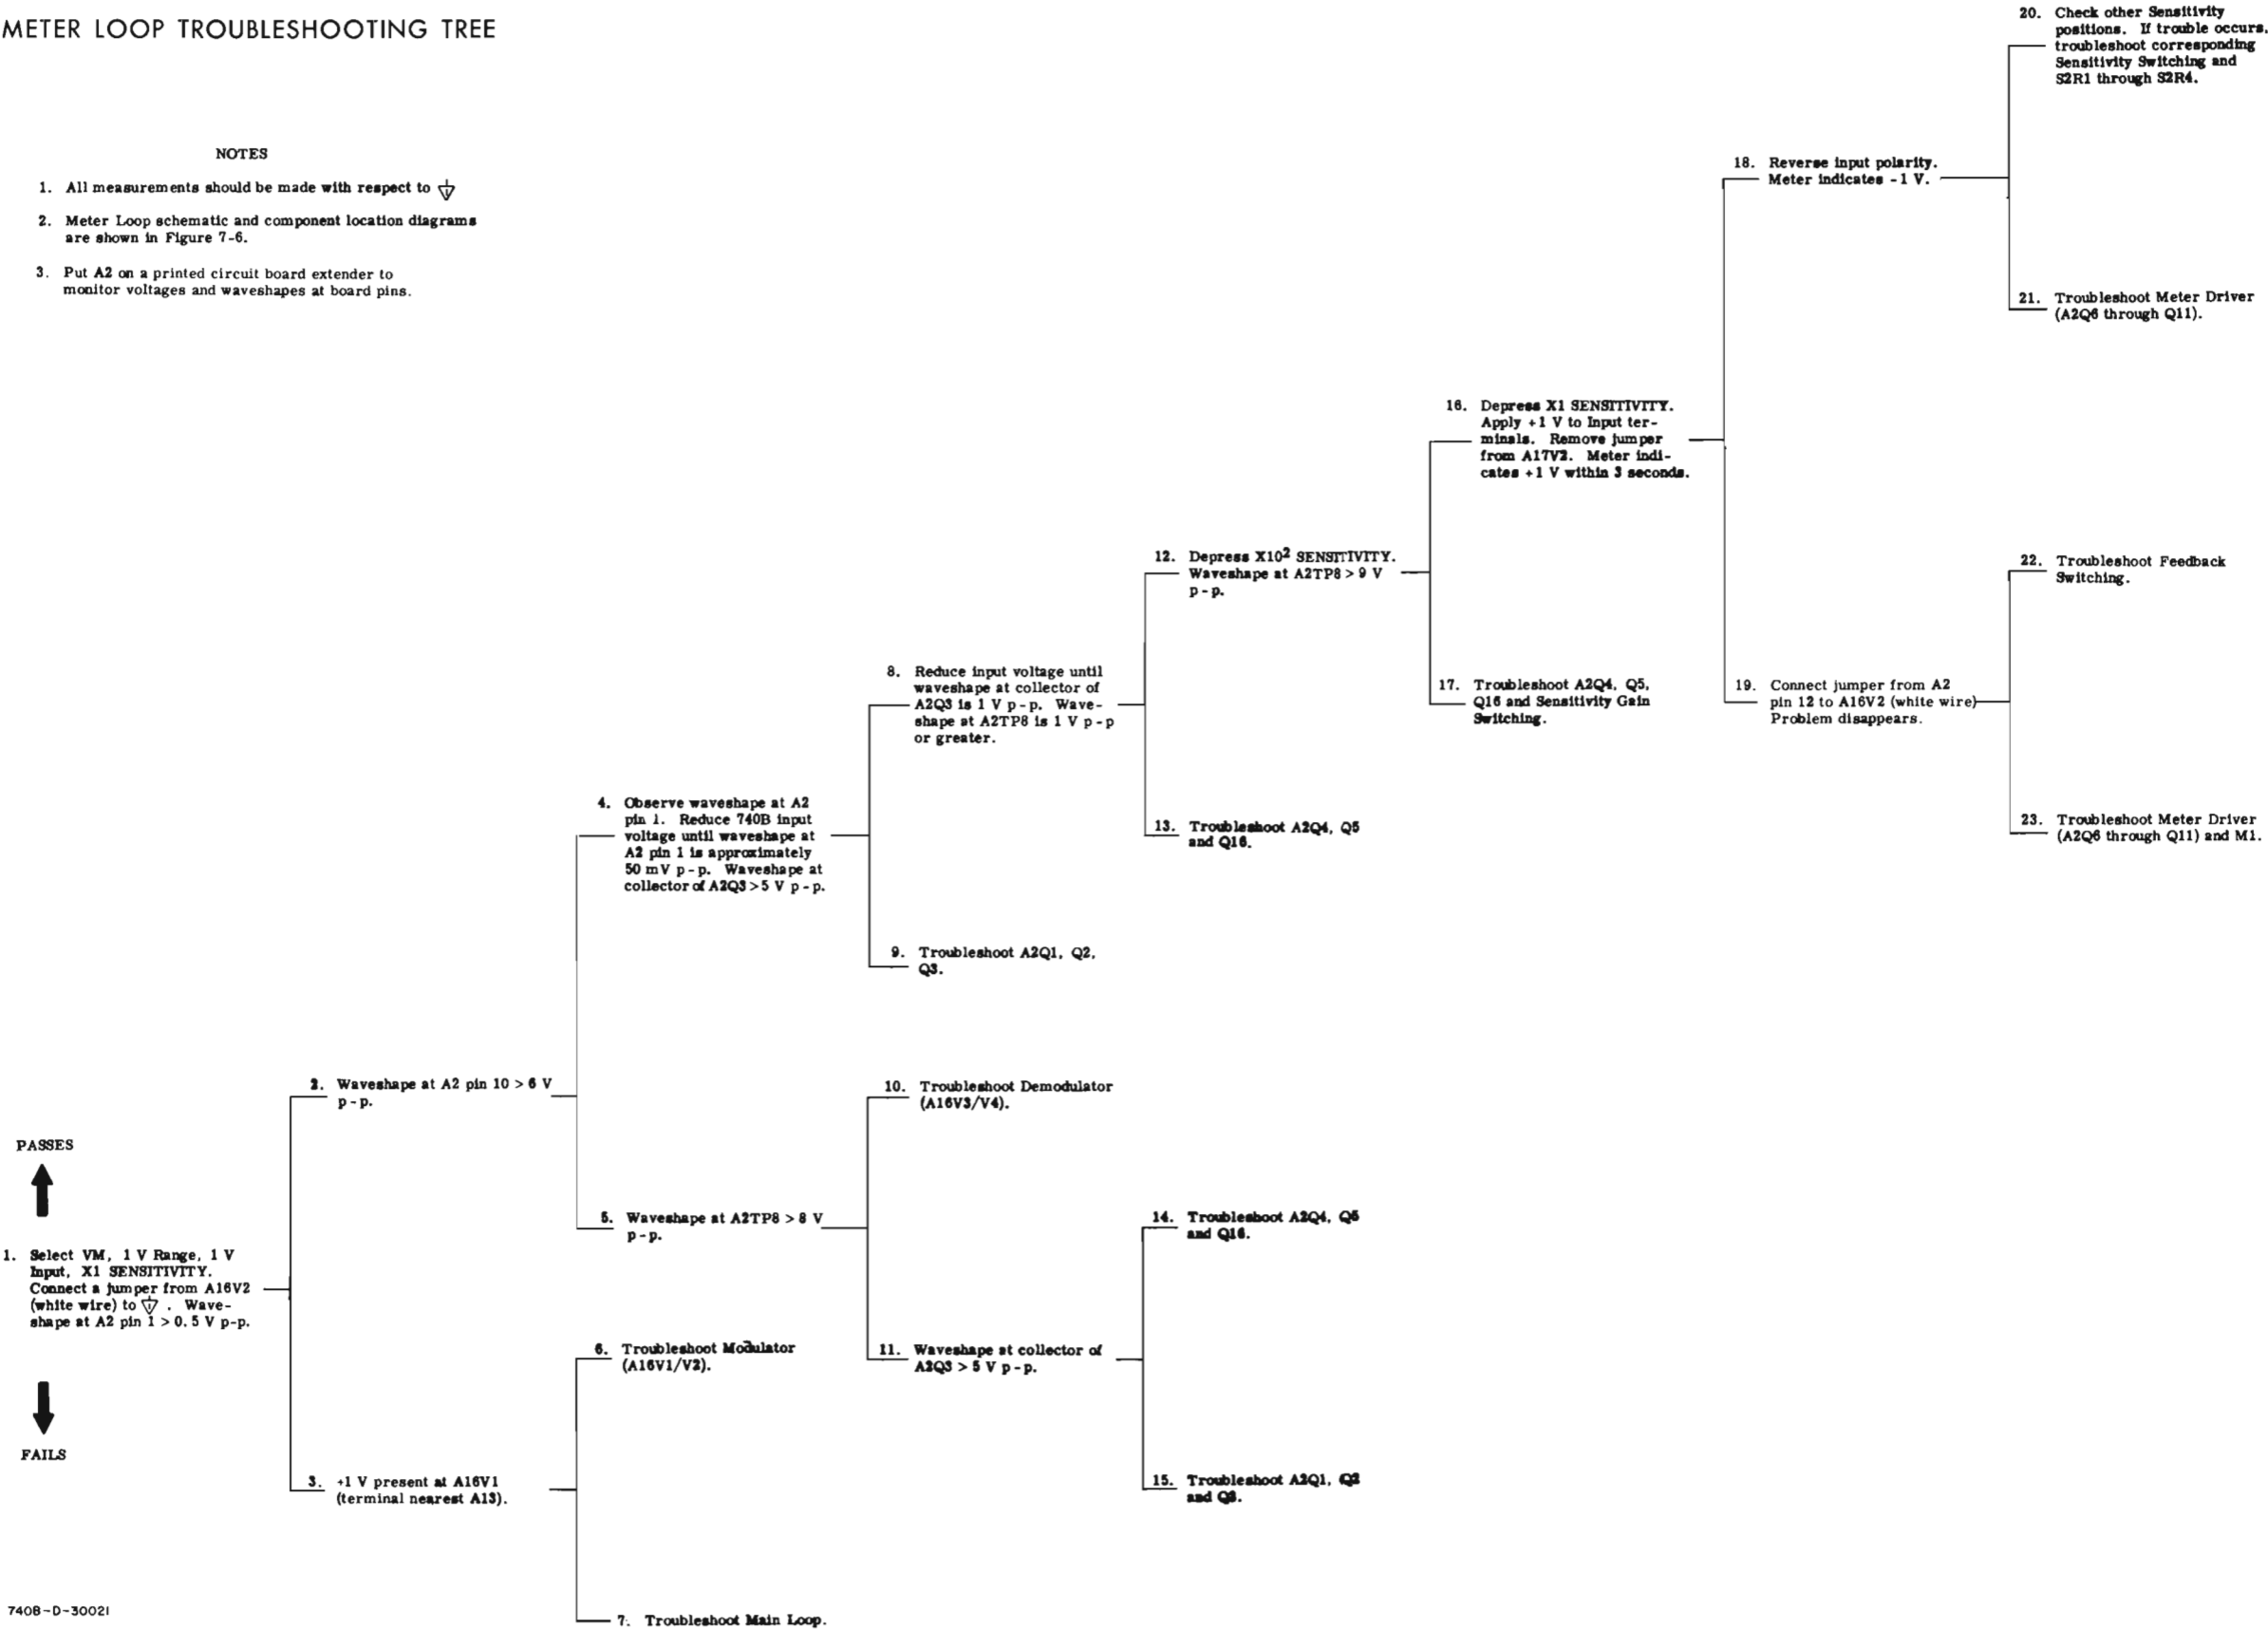 METER LOOP TROUBLESHOOTING TREE
NOTES
1. All measurements should be made with respect to
2. Meter Loop schematic and component location diagrams
are shown in Figure 7-6.
3. Put A2 on a printed circuit board extender to
monitor voltages and waveshapes at board pins.
PASSES
FAILS
1. Select VM, 1 V Range, 1 V
Input, X1 SENSITIVITY.
Connect a jumper from A16V2
(white wire) to . Wave-
shape at A2 pin 1 > 0.5 V p-p.
2. Waveshape at A2 pin 10 > 6 V
p-p.
3. +1 V present at A16V1
(terminal nearest A13).
4. Observe waveshape at A2
pin 1. Reduce 740B input
voltage until waveshape at
A2 pin 1 is approximately
50 mV p-p. Waveshape at
collector of A2Q3 > 5 V p-p.
5. Waveshape at A2TP8 > 8 V
p-p.
6. Troubleshoot Modulator
(A16V1/V2).
7. Troubleshoot Main Loop.
8. Reduce input voltage until
waveshape at collector of
A2Q3 is 1 V p-p. Wave-
shape at A2TP8 is 1 V p-p
or greater.
9. Troubleshoot A2Q1, Q2,
Q3.
10. Troubleshoot Demodulator
(A16V3/V4).
11. Waveshape at collector of
A2Q3 > 5 V p-p.
12. Depress X10² SENSITIVITY.
Waveshape at A2TP8 > 9 V
p-p.
13. Troubleshoot A2Q4, Q5
and Q16.
14. Troubleshoot A2Q4, Q5
and Q16.
15. Troubleshoot A2Q1, Q2
and Q3.
16. Depress X1 SENSITIVITY.
Apply +1 V to Input ter-
minals. Remove jumper
from A17V2. Meter indi-
cates +1 V within 3 seconds.
17. Troubleshoot A2Q4, Q5,
Q16 and Sensitivity Gain
Switching.
18. Reverse input polarity.
Meter indicates -1 V.
19. Connect jumper from A2
pin 12 to A16V2 (white wire)
Problem disappears.
20. Check other Sensitivity
positions. If trouble occurs,
troubleshoot corresponding
Sensitivity Switching and
S2R1 through S2R4.
21. Troubleshoot Meter Driver
(A2Q6 through Q11).
22. Troubleshoot Feedback
Switching.
23. Troubleshoot Meter Driver
(A2Q6 through Q11) and M1.
740B-D-30021